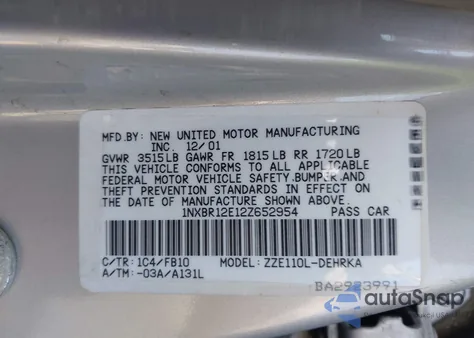 MFD.BY: NEW UNITED MOTOR MANUFACTURING
INC. 12/01
GVWR 3515LB GAWR FR 1815LB RR 1720LB
THIS VEHICLE CONFORMS TO ALL APPLICABLE
FEDERAL MOTOR VEHICLE SAFETY.BUMPER.AND
THEFT PREVENTION STANDARDS IN EFFECT ON
THE DATE OF MANUFACTURE SHOWN ABOVE.
1NXBR12E12Z652954 PASS CAR
C/TR: 1C4/FB10 MODEL: ZZE110L-DEHRKA
A/TM: -03A/A131L
BA2923991
autoSnap